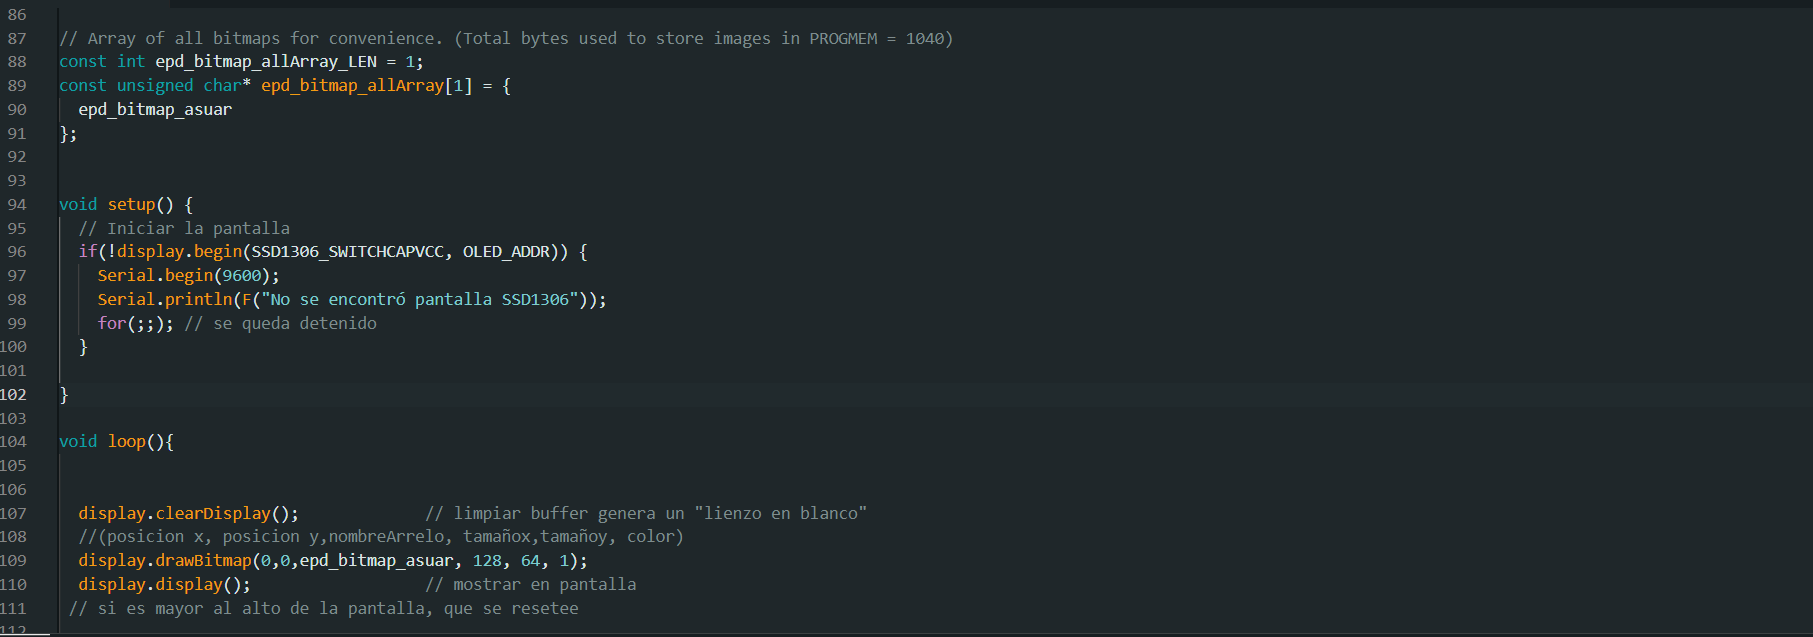 86
87 // Array of all bitmaps for convenience. (Total bytes used to store images in PROGMEM = 1040)
88 const int epd_bitmap_allArray_LEN = 1;
89 const unsigned char* epd_bitmap_allArray[1] = {
90   epd_bitmap_asuar
91 };
92
93
94 void setup() {
95   // Iniciar la pantalla
96   if(!display.begin(SSD1306_SWITCHCAPVCC, OLED_ADDR)) {
97     Serial.begin(9600);
98     Serial.println(F("No se encontró pantalla SSD1306"));
99     for(;;); // se queda detenido
100   }
101
102 }
103
104 void loop(){
105
106
107   display.clearDisplay();             // limpiar buffer genera un "lienzo en blanco"
108   //(posicion x, posicion y,nombreArrelo, tamañox,tamañoy, color)
109   display.drawBitmap(0,0,epd_bitmap_asuar, 128, 64, 1);
110   display.display();                  // mostrar en pantalla
111  // si es mayor al alto de la pantalla, que se resetee
112